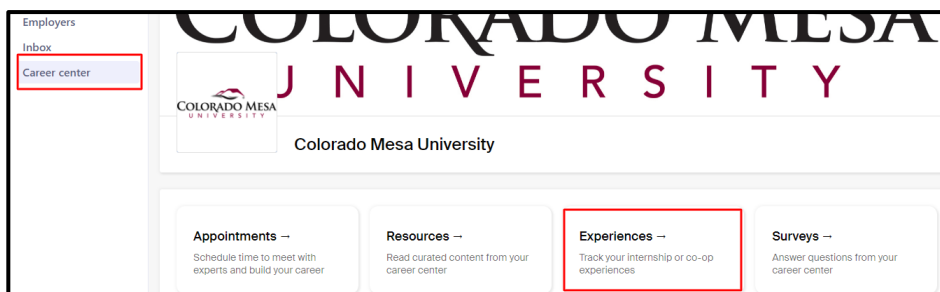 Employers
Inbox
Career center
COLORADO MESA
UNIVERSITY
COLORADO MESA
UNIVERSITY
Colorado Mesa University
Appointments →
Schedule time to meet with
experts and build your career
Resources →
Read curated content from your
career center
Experiences →
Track your internship or co-op
experiences
Surveys →
Answer questions from your
career center